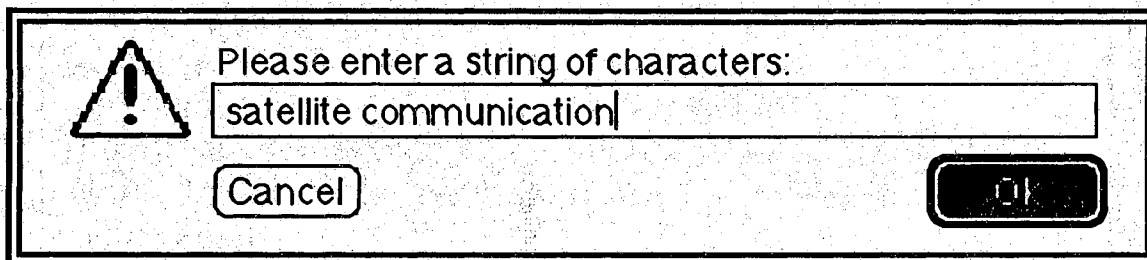 Please enter a string of characters:
satellite communication
Cancel
Ok